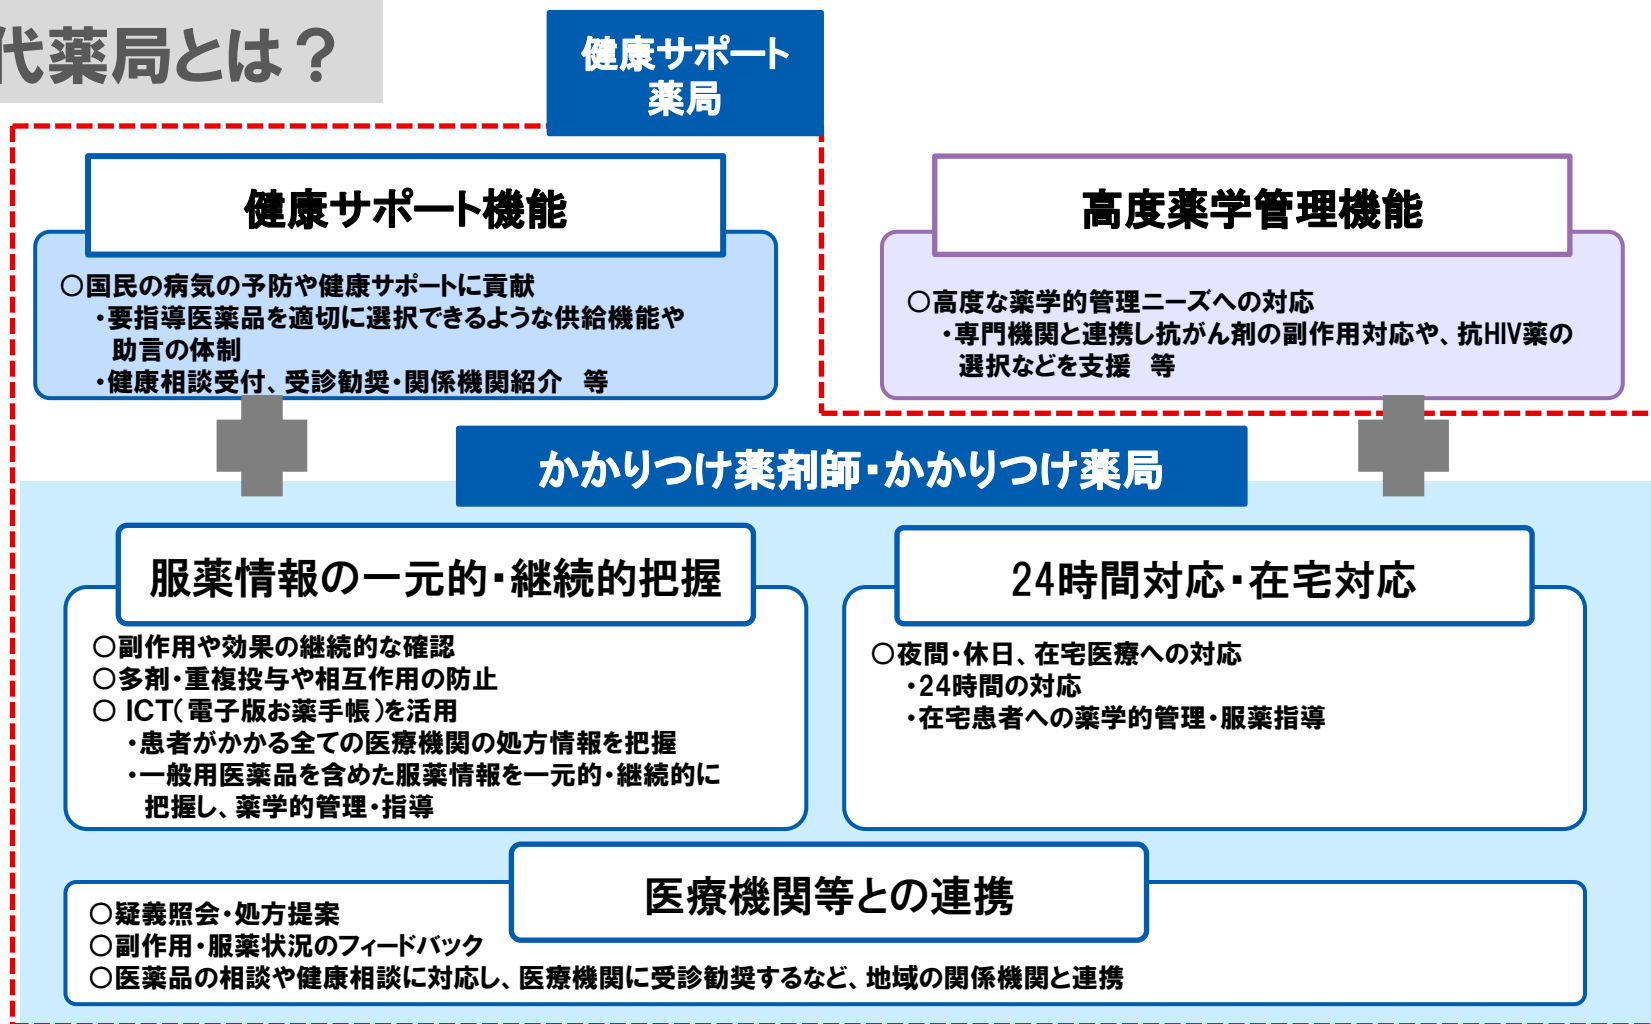 代薬局とは？
健康サポート
薬局
健康サポート機能
○国民の病気の予防や健康サポートに貢献
・要指導医薬品を適切に選択できるような供給機能や
助言の体制
・健康相談受付、受診勧奨・関係機関紹介　等
高度薬学管理機能
○高度な薬学的管理ニーズへの対応
・専門機関と連携し抗がん剤の副作用対応や、抗HIV薬の
選択などを支援　等
かかりつけ薬剤師・かかりつけ薬局
服薬情報の一元的・継続的把握
○副作用や効果の継続的な確認
○多剤・重複投与や相互作用の防止
○ ICT（電子版お薬手帳）を活用
・患者がかかる全ての医療機関の処方情報を把握
・一般用医薬品を含めた服薬情報を一元的・継続的に
把握し、薬学的管理・指導
24時間対応・在宅対応
○夜間・休日、在宅医療への対応
・24時間の対応
・在宅患者への薬学的管理・服薬指導
医療機関等との連携
○疑義照会・処方提案
○副作用・服薬状況のフィードバック
○医薬品の相談や健康相談に対応し、医療機関に受診勧奨するなど、地域の関係機関と連携